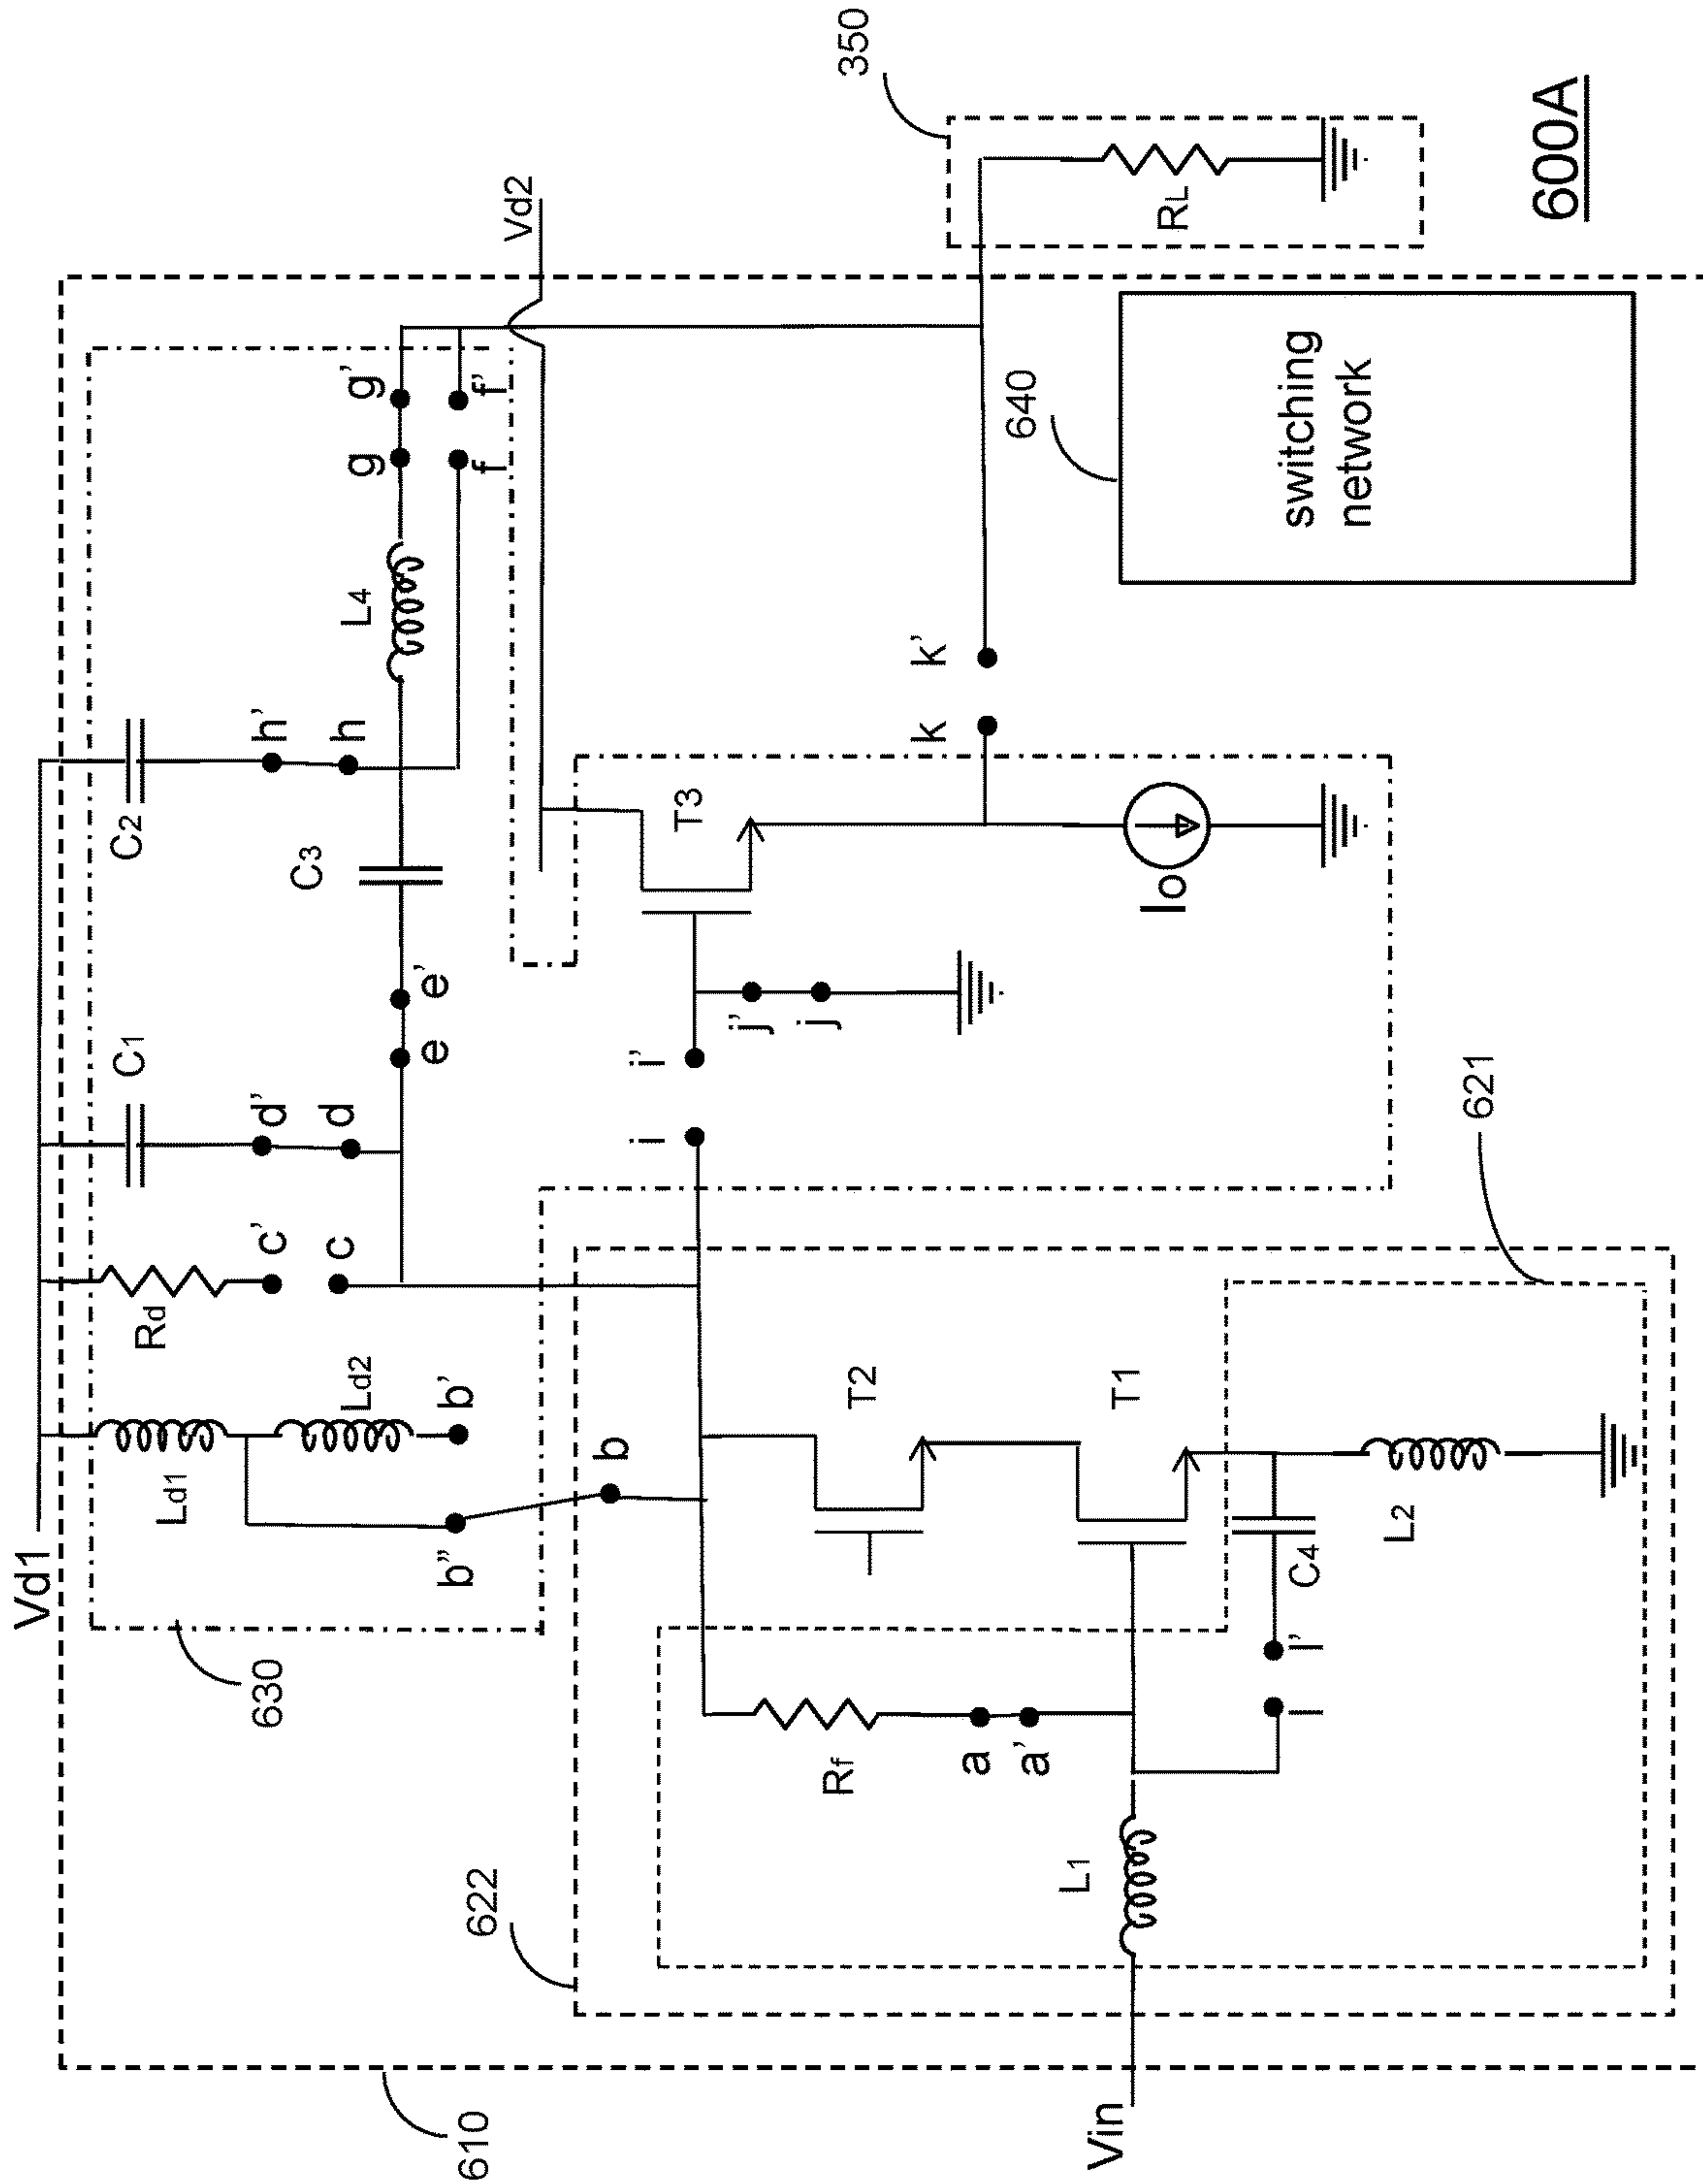 Vd1
Ld1
Ld2
Rd
C1
C2
C3
L4
Vd2
350
RL
600A
b"
b'
b
c'
c
d'
d
e
e'
h'
h
g
g'
f
f'
630
T3
k
k'
640
switching
network
Io
i
i'
j'
j
621
622
Rf
a
a'
T2
T1
L1
l
l'
C4
L2
610
Vin